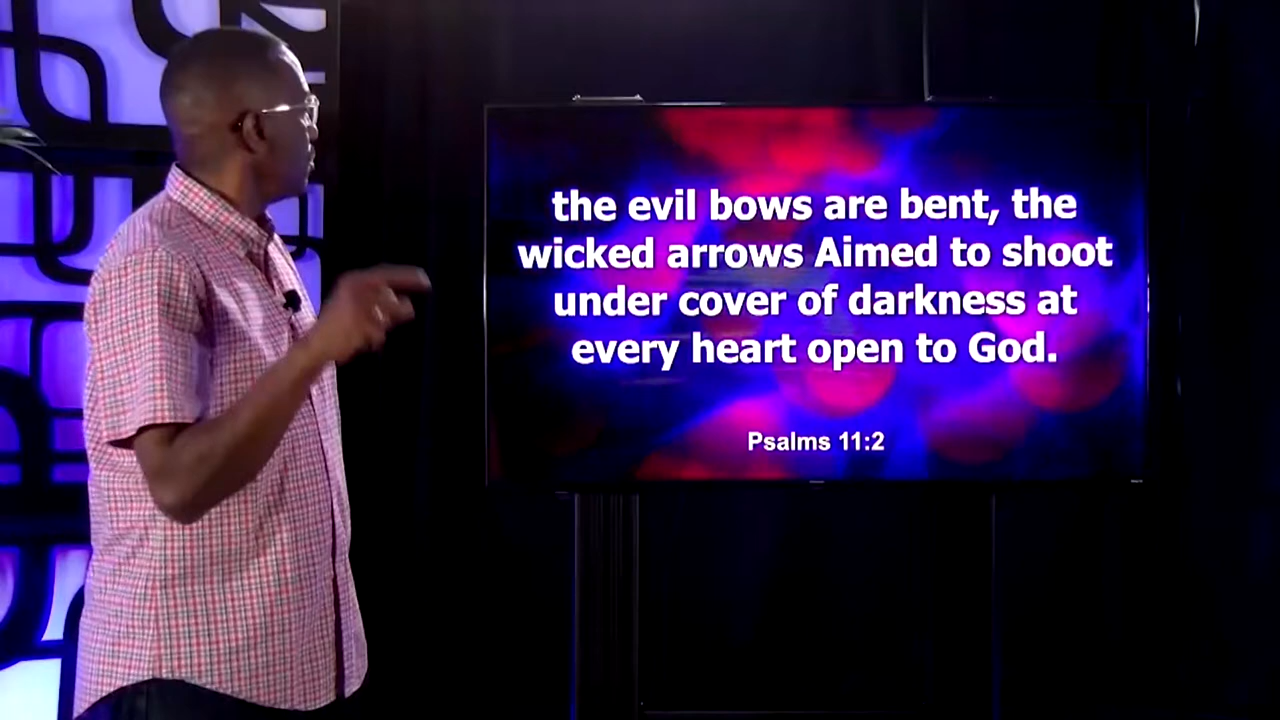 the evil bows are bent, the
wicked arrows Aimed to shoot
under cover of darkness at
every heart open to God.
Psalms 11:2